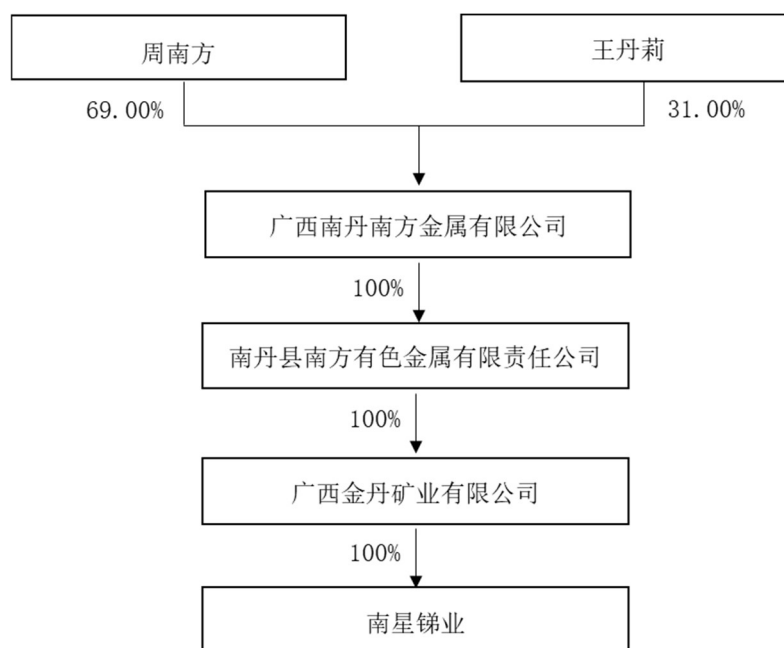 周南方
王丹莉
69.00%
31.00%
广西南丹南方金属有限公司
100%
南丹县南方有色金属有限责任公司
100%
广西金丹矿业有限公司
100%
南星锑业